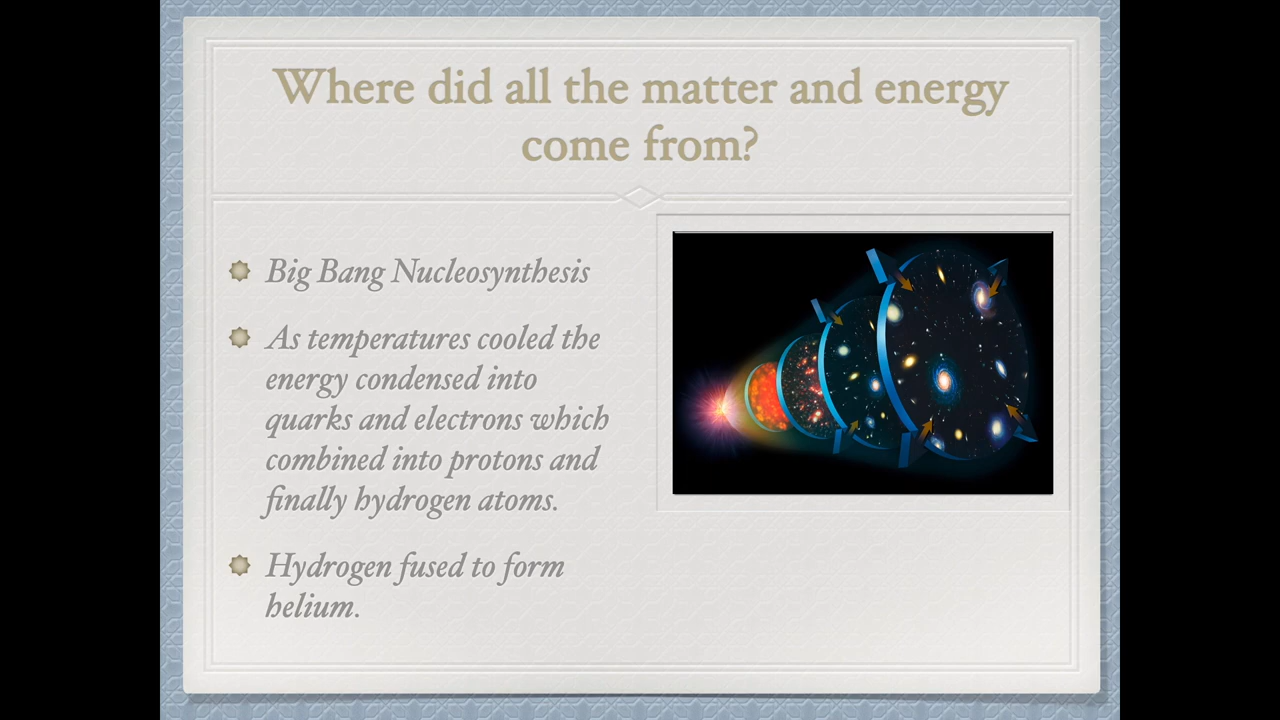 Where did all the matter and energy
come from?
Big Bang Nucleosynthesis
As temperatures cooled the
energy condensed into
quarks and electrons which
combined into protons and
finally hydrogen atoms.
Hydrogen fused to form
helium.